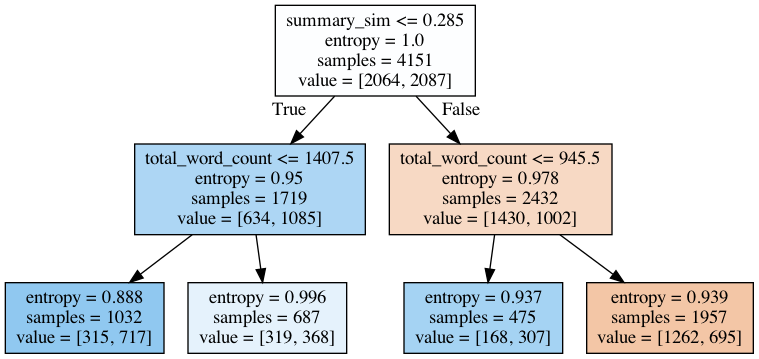 summary_sim <= 0.285
entropy = 1.0
samples = 4151
value = [2064, 2087]
True
False
total_word_count <= 1407.5
entropy = 0.95
samples = 1719
value = [634, 1085]
total_word_count <= 945.5
entropy = 0.978
samples = 2432
value = [1430, 1002]
entropy = 0.888
samples = 1032
value = [315, 717]
entropy = 0.996
samples = 687
value = [319, 368]
entropy = 0.937
samples = 475
value = [168, 307]
entropy = 0.939
samples = 1957
value = [1262, 695]